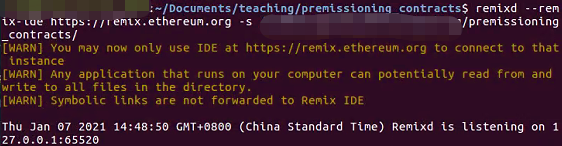 :~/Documents/teaching/premissioning_contracts$ remixd --rem
ix-ide https://remix.ethereum.org -s /premissioning
_contracts/
[WARN] You may now only use IDE at https://remix.ethereum.org to connect to that
instance
[WARN] Any application that runs on your computer can potentially read from and
write to all files in the directory.
[WARN] Symbolic links are not forwarded to Remix IDE
Thu Jan 07 2021 14:48:50 GMT+0800 (China Standard Time) Remixd is listening on 1
27.0.0.1:65520